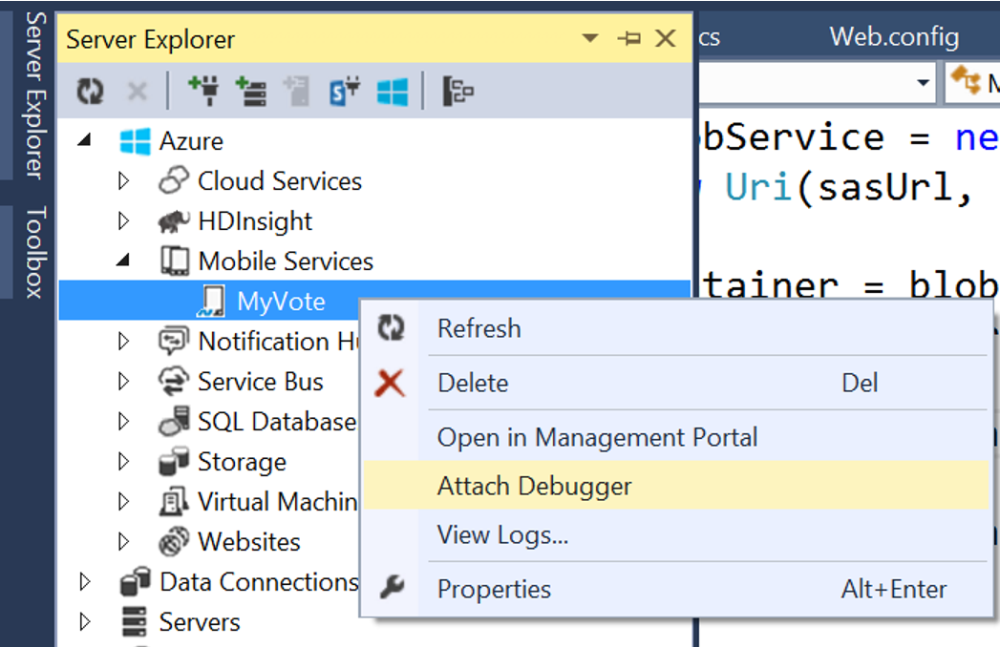 Server Explorer
Toolbox
Server Explorer
Azure
Cloud Services
HDInsight
Mobile Services
MyVote
Notification
Service Bus
SQL Database
Storage
Virtual
Websites
Data Connections
Servers
Refresh
Delete Del
Open in Management Portal
Attach Debugger
View Logs...
Properties Alt+Enter
cs Web.config
bService = ne
Uri(sasUrl,
tainer = blob